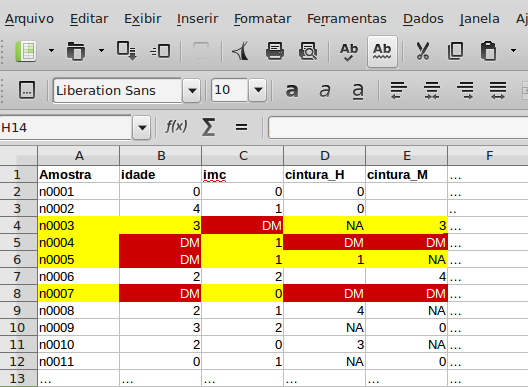 Arquivo Editar Exibir Inserir Formatar Ferramentas Dados Janela Aj
Ab Ab
Liberation Sans 10 a a a
H14 f(x) Σ =
A B C D E F
1 Amostra idade imc cintura_H cintura_M ...
2 n0001 0 0 0 ...
3 n0002 4 1 0 ..
4 n0003 3 DM NA 3 ...
5 n0004 DM 1 DM DM ...
6 n0005 DM 1 1 NA ...
7 n0006 2 2 4 ...
8 n0007 DM 0 DM DM ...
9 n0008 2 1 4 NA ...
10 n0009 3 2 NA 0 ...
11 n0010 2 0 3 NA ...
12 n0011 0 1 NA 0 ...
13 ... ... ... ... ... ...